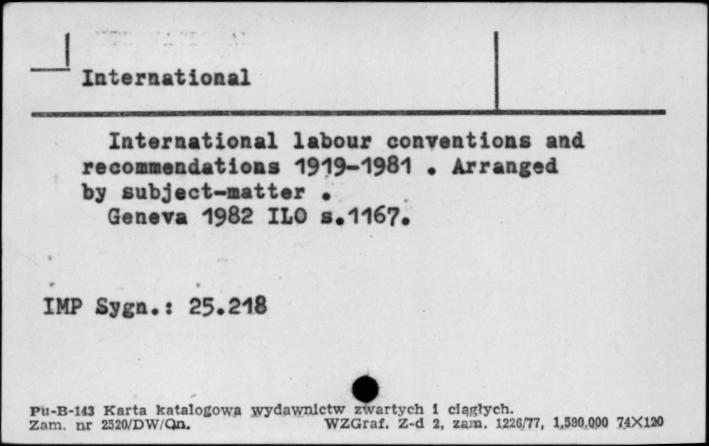 International
International labour conventions and
recommendations 1919-1981 . Arranged
by subject-matter .
Geneva 1982 ILO s.1167.
IMP Sygn.: 25.218
Pu-B-143 Karta katalogowa wydawnictw zwartych i ciągłych.
Zam. nr 2520/DW/Qn. WZGraf. Z-d 2, zam. 1226/77, 1,580.000 74X120